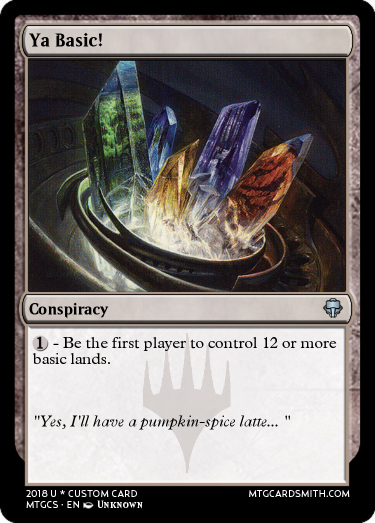 Ya Basic!
Conspiracy
1 - Be the first player to control 12 or more
basic lands.
"Yes, I'll have a pumpkin-spice latte... "
2018 U * CUSTOM CARD
MTGCARDSMITH.COM
MTGCS · EN Unknown